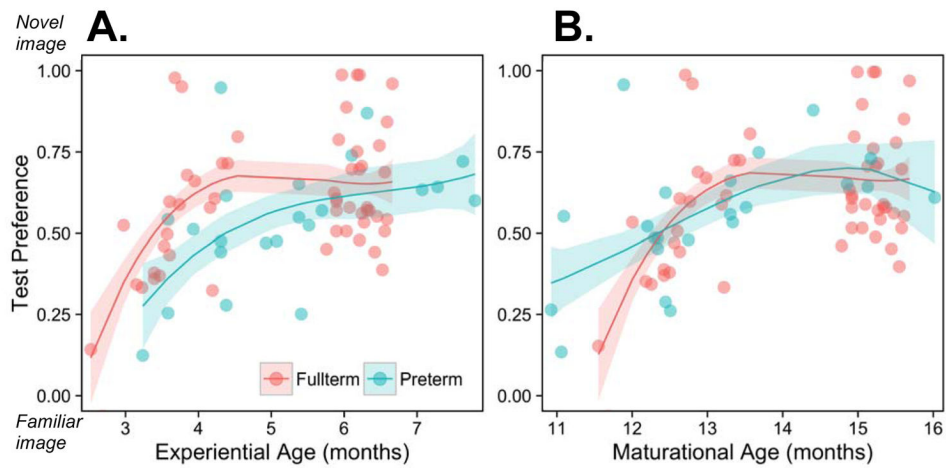 Novel
image
A.
B.
1.00
0.75
0.50
0.25
0.00
Test Preference
Familiar
image
Fullterm
Preterm
3 4 5 6 7
Experiential Age (months)
1.00
0.75
0.50
0.25
0.00
11 12 13 14 15 16
Maturational Age (months)